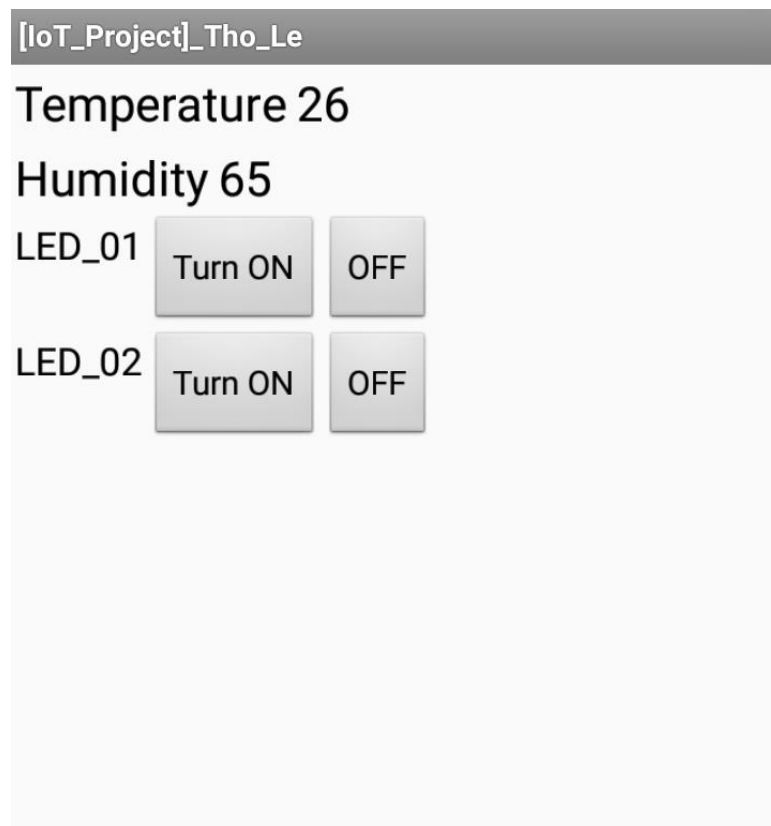 [IoT_Project]_Tho_Le
Temperature 26
Humidity 65
LED_01 Turn ON OFF
LED_02 Turn ON OFF